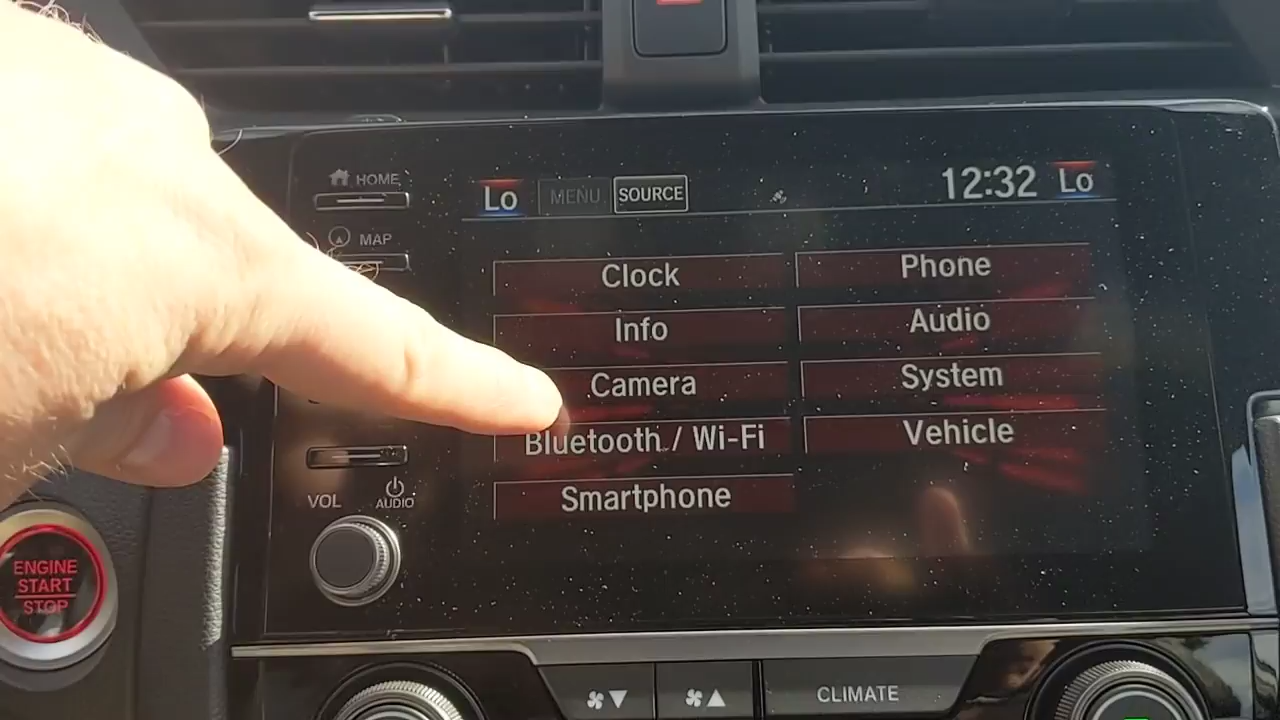 HOME
MAP
VOL
AUDIO
Lo MENU SOURCE 12:32 Lo
Clock Phone
Info Audio
Camera System
Bluetooth / Wi-Fi Vehicle
Smartphone
ENGINE
START
STOP
CLIMATE